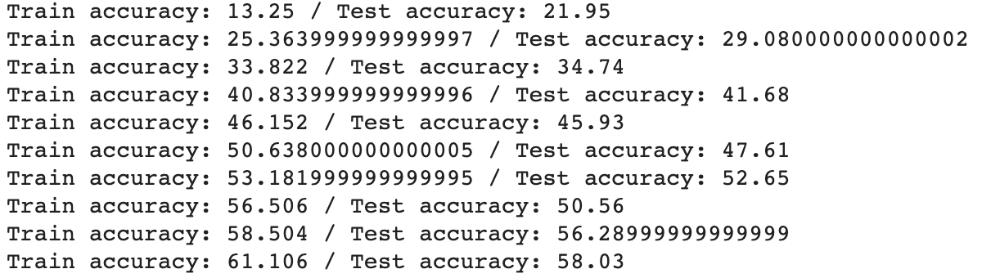 Train accuracy: 13.25 / Test accuracy: 21.95
Train accuracy: 25.363999999999997 / Test accuracy: 29.080000000000002
Train accuracy: 33.822 / Test accuracy: 34.74
Train accuracy: 40.833999999999996 / Test accuracy: 41.68
Train accuracy: 46.152 / Test accuracy: 45.93
Train accuracy: 50.638000000000005 / Test accuracy: 47.61
Train accuracy: 53.181999999999995 / Test accuracy: 52.65
Train accuracy: 56.506 / Test accuracy: 50.56
Train accuracy: 58.504 / Test accuracy: 56.28999999999999
Train accuracy: 61.106 / Test accuracy: 58.03